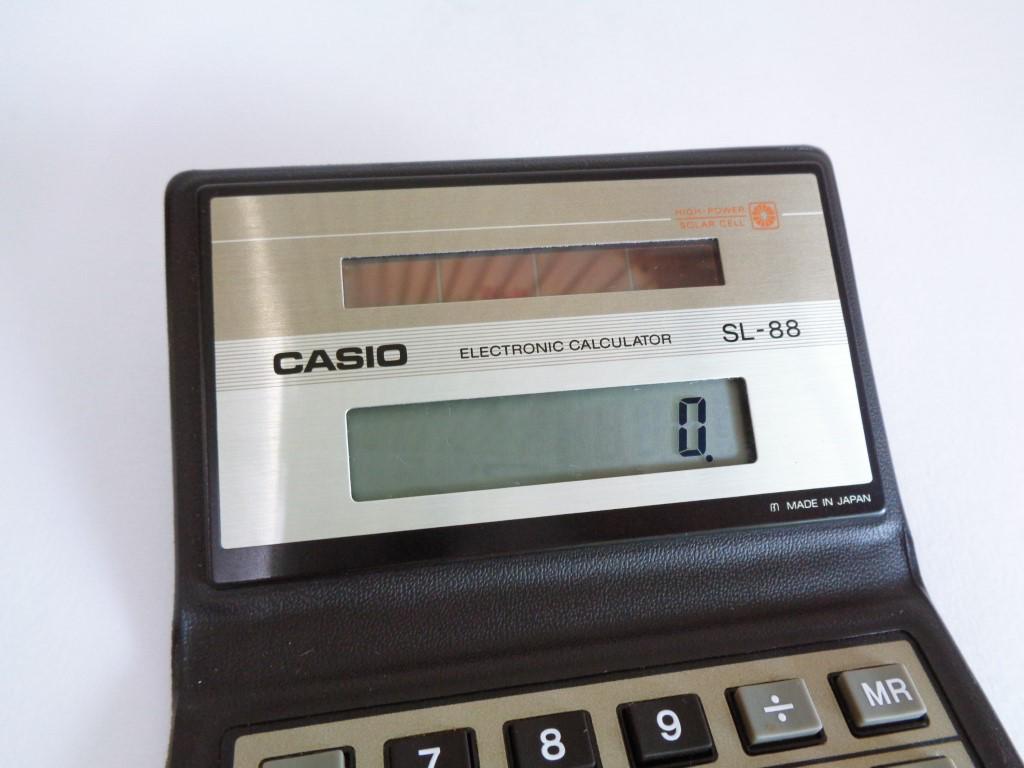 HIGH-POWER
SOLAR CELL
CASIO
ELECTRONIC CALCULATOR
SL-88
0.
MADE IN JAPAN
7
8
9
÷
MR